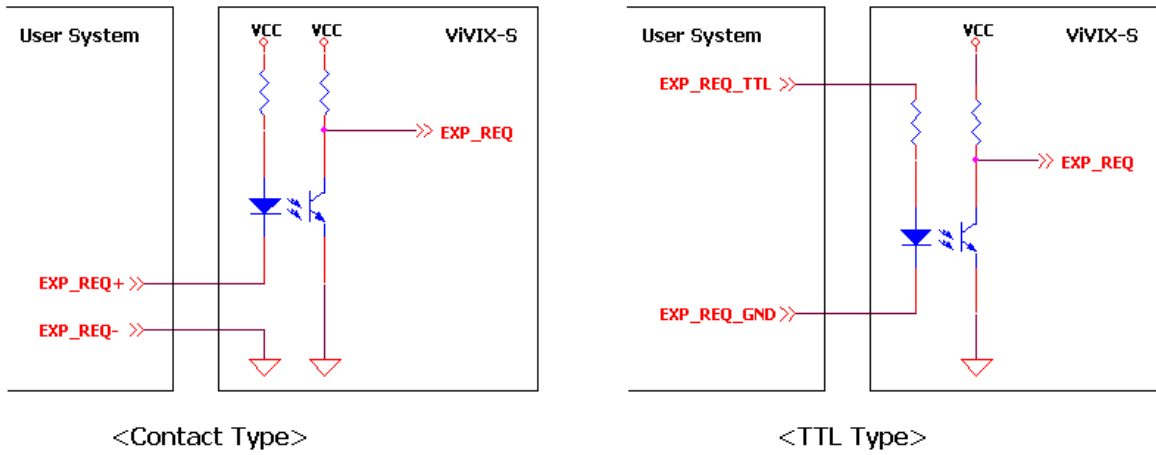 User System
VCC
VCC
ViVIX-S
EXP_REQ
EXP_REQ+
EXP_REQ-
<Contact Type>
User System
VCC
ViVIX-S
EXP_REQ_TTL
EXP_REQ
EXP_REQ_GND
<TTL Type>